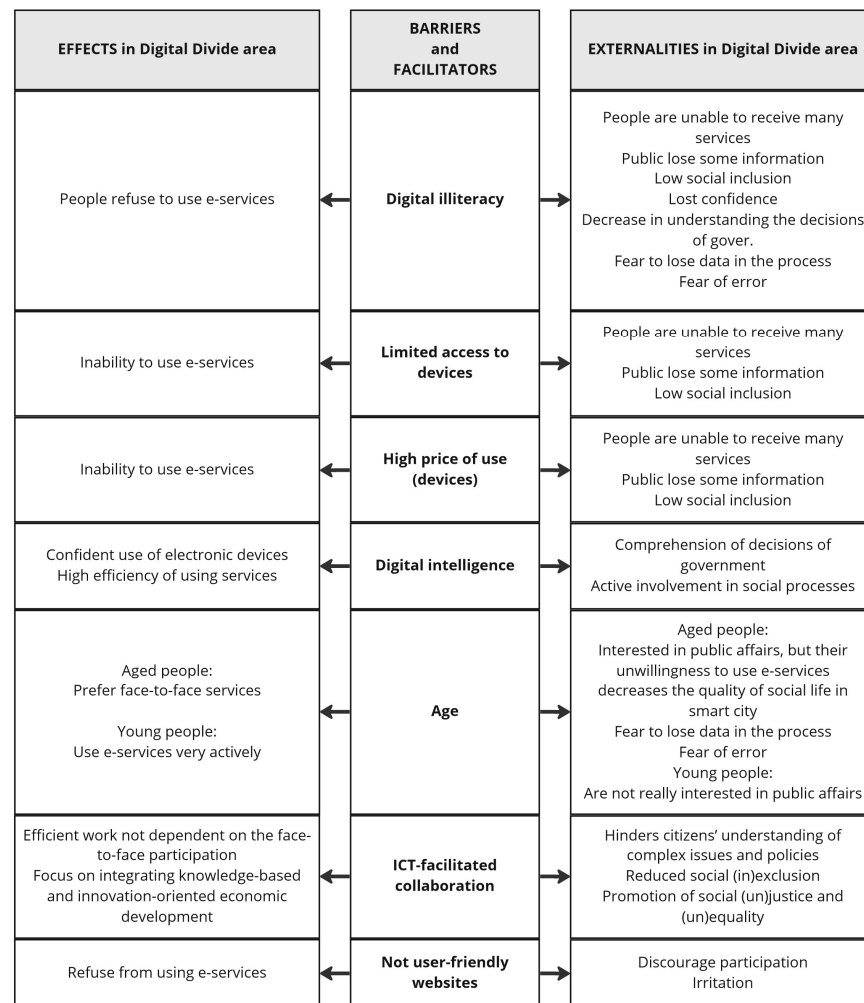 EFFECTS in Digital Divide area
BARRIERS
and
FACILITATORS
EXTERNALITIES in Digital Divide area
People refuse to use e-services
Digital illiteracy
People are unable to receive many
services
Public lose some information
Low social inclusion
Lost confidence
Decrease in understanding the decisions
of gover.
Fear to lose data in the process
Fear of error
Inability to use e-services
Limited access to
devices
People are unable to receive many
services
Public lose some information
Low social inclusion
Inability to use e-services
High price of use
(devices)
People are unable to receive many
services
Public lose some information
Low social inclusion
Confident use of electronic devices
High efficiency of using services
Digital intelligence
Comprehension of decisions of
government
Active involvement in social processes
Aged people:
Prefer face-to-face services
Young people:
Use e-services very actively
Age
Aged people:
Interested in public affairs, but their
unwillingness to use e-services
decreases the quality of social life in
smart city
Fear to lose data in the process
Fear of error
Young people:
Are not really interested in public affairs
Efficient work not dependent on the face-
to-face participation
Focus on integrating knowledge-based
and innovation-oriented economic
development
ICT-facilitated
collaboration
Hinders citizens’ understanding of
complex issues and policies
Reduced social (in)exclusion
Promotion of social (un)justice and
(un)equality
Refuse from using e-services
Not user-friendly
websites
Discourage participation
Irritation